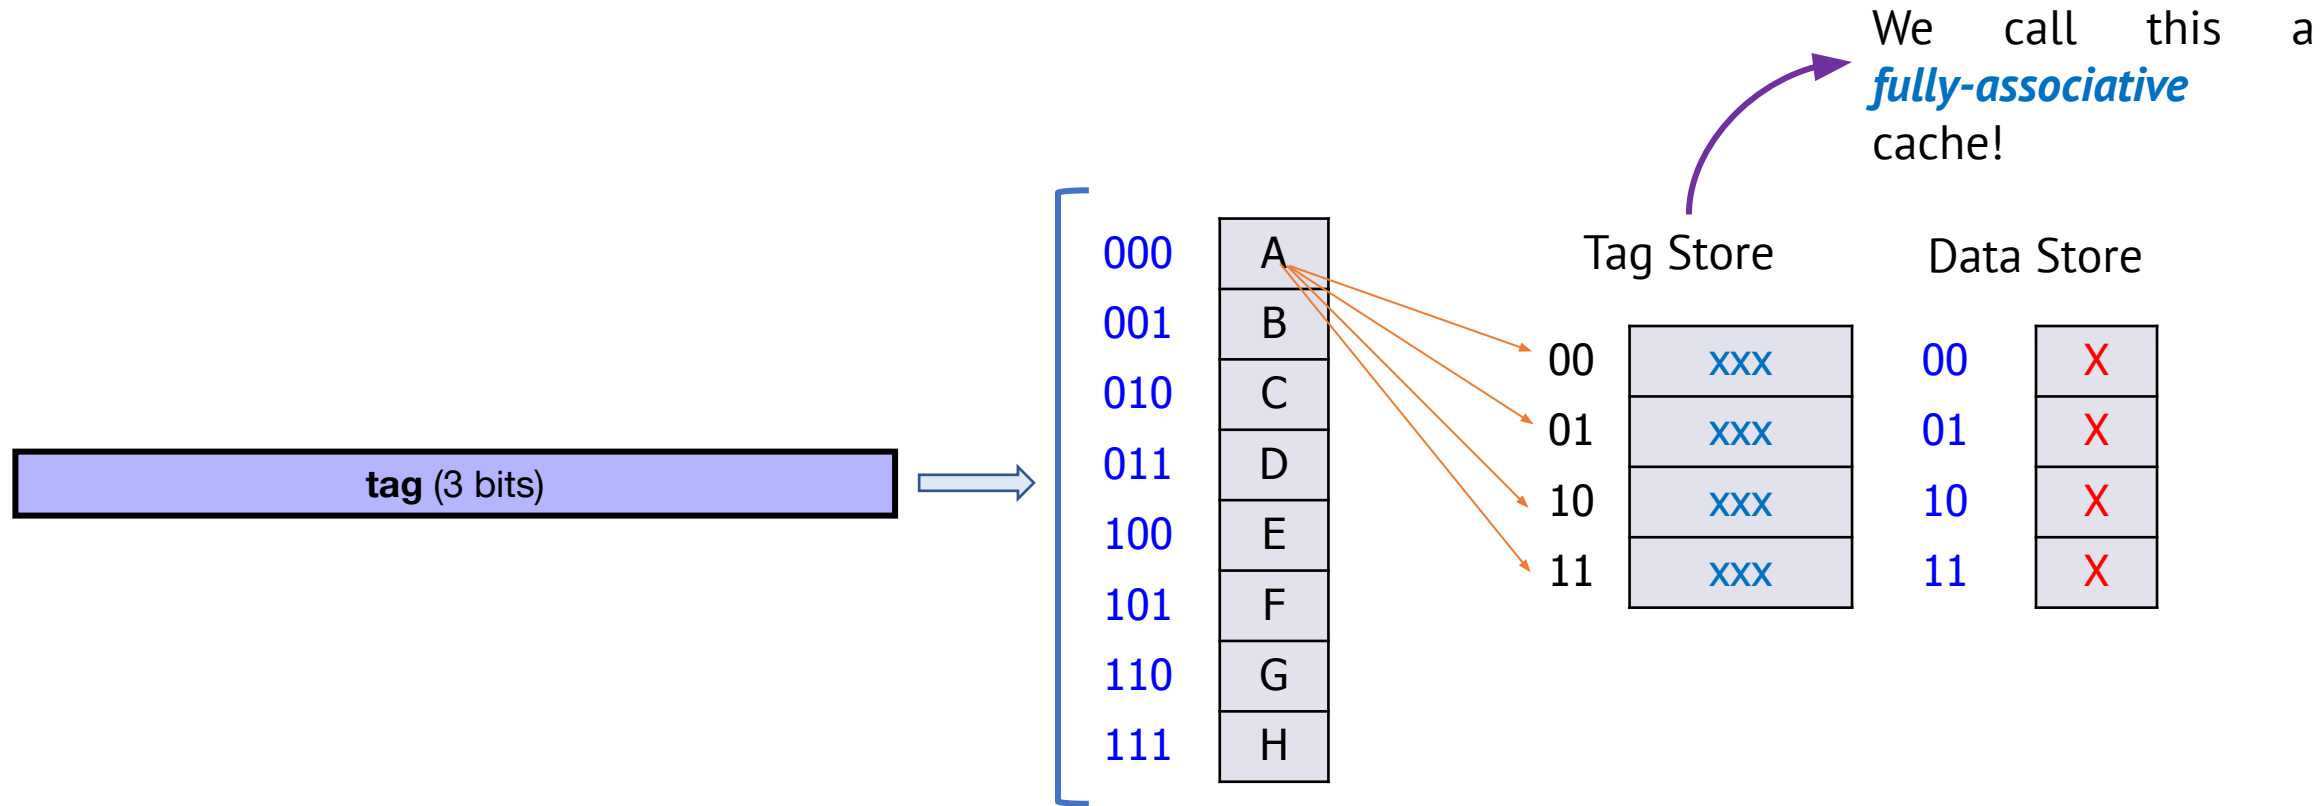 We call this a
fully-associative
cache!
Tag Store Data Store
tag (3 bits)
000 A
001 B
010 C
011 D
100 E
101 F
110 G
111 H
00 xxx 00 X
01 xxx 01 X
10 xxx 10 X
11 xxx 11 X